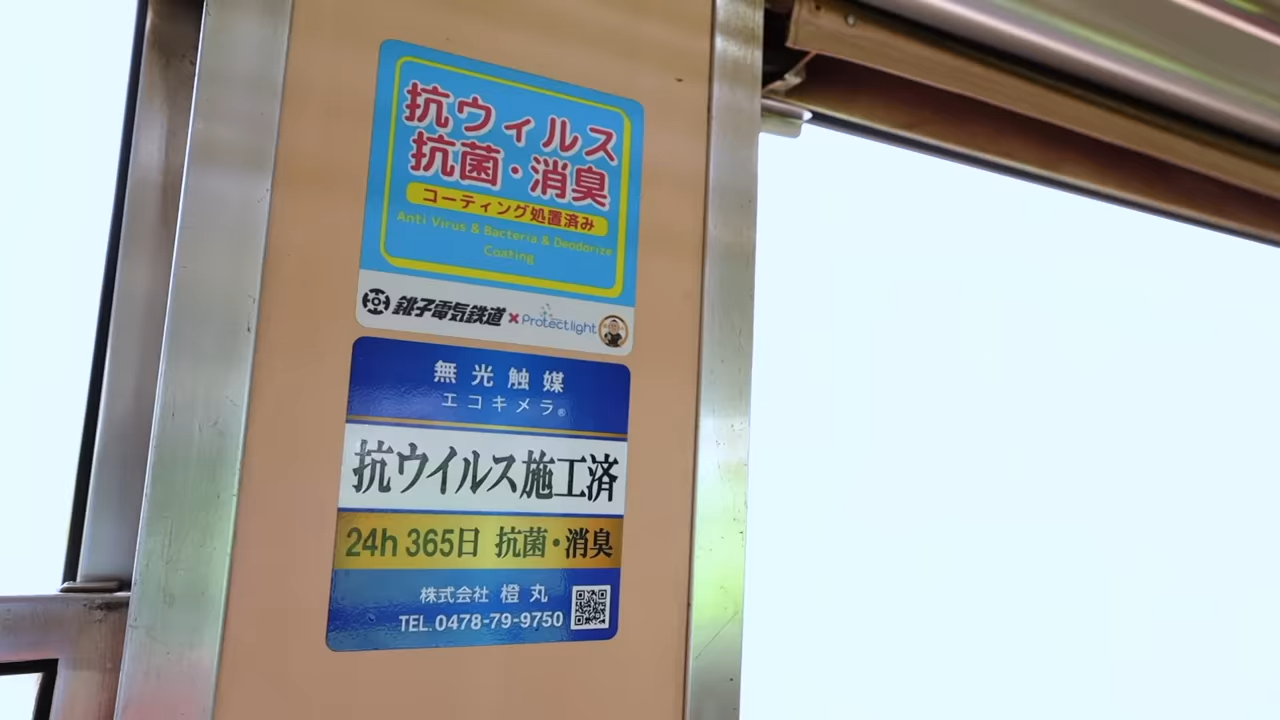 抗ウィルス
抗菌・消臭
コーティング処置済み
Anti Virus & Bacteria & Deodorize
Coating
銚子電気鉄道×Protectlight
無光触媒
エコキメラ®
抗ウイルス施工済
24h 365日 抗菌・消臭
株式会社 橙丸
TEL.0478-79-9750